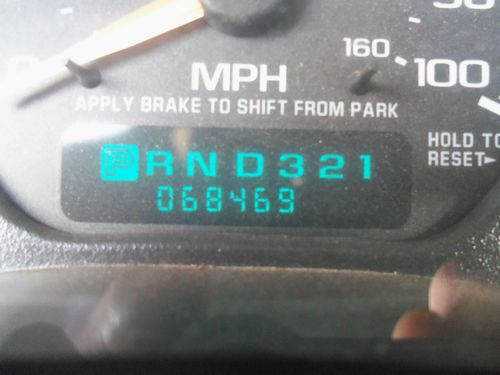 160
100
MPH
APPLY BRAKE TO SHIFT FROM PARK
HOLD TO
RESET►
P R N D 3 2 1
068469